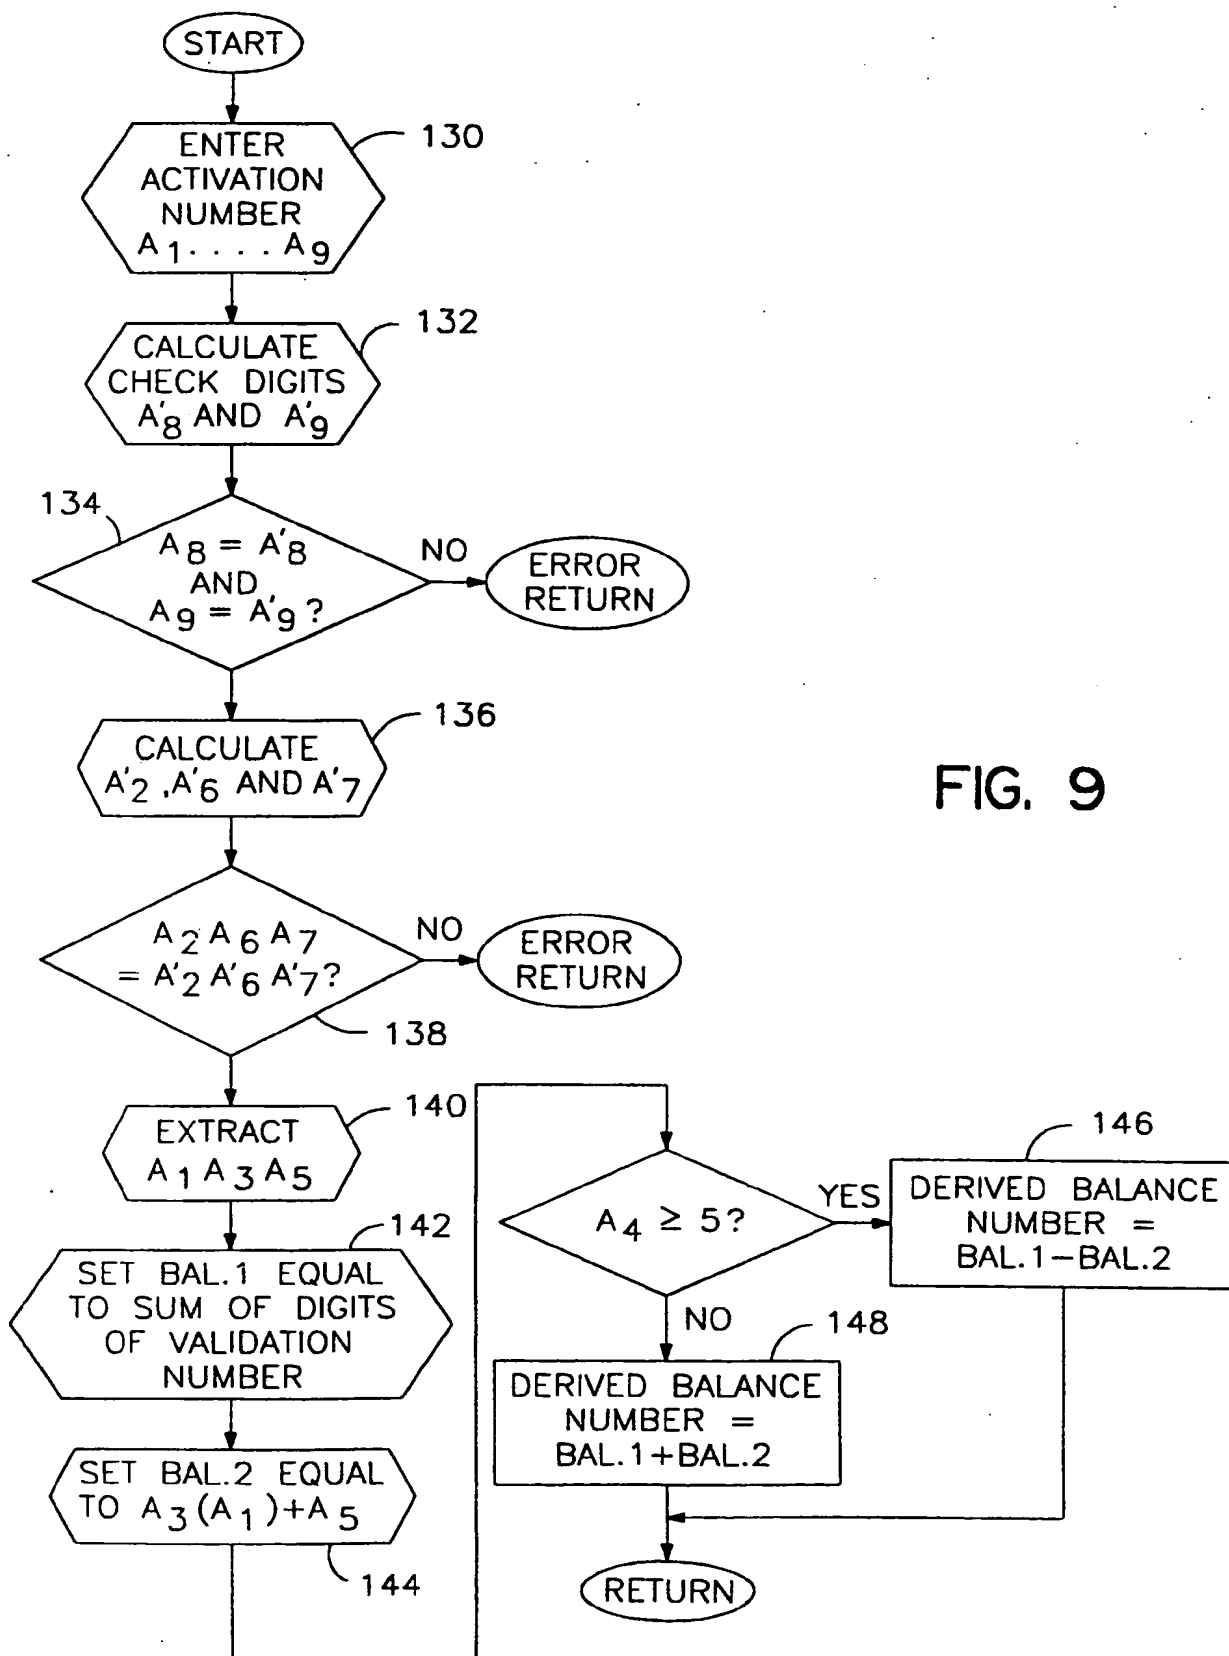 START
130
ENTER
ACTIVATION
NUMBER
A1....A9
132
CALCULATE
CHECK DIGITS
A'8 AND A'9
134
A8 = A'8
AND
A9 = A'9?
NO
ERROR
RETURN
136
CALCULATE
A'2,A'6 AND A'7
FIG. 9
A2 A6 A7
= A'2 A'6 A'7?
NO
ERROR
RETURN
138
140
EXTRACT
A1 A3 A5
142
SET BAL.1 EQUAL
TO SUM OF DIGITS
OF VALIDATION
NUMBER
SET BAL.2 EQUAL
TO A3(A1)+A5
144
A4 ≥ 5?
YES
146
DERIVED BALANCE
NUMBER =
BAL.1-BAL.2
NO
148
DERIVED BALANCE
NUMBER =
BAL.1+BAL.2
RETURN